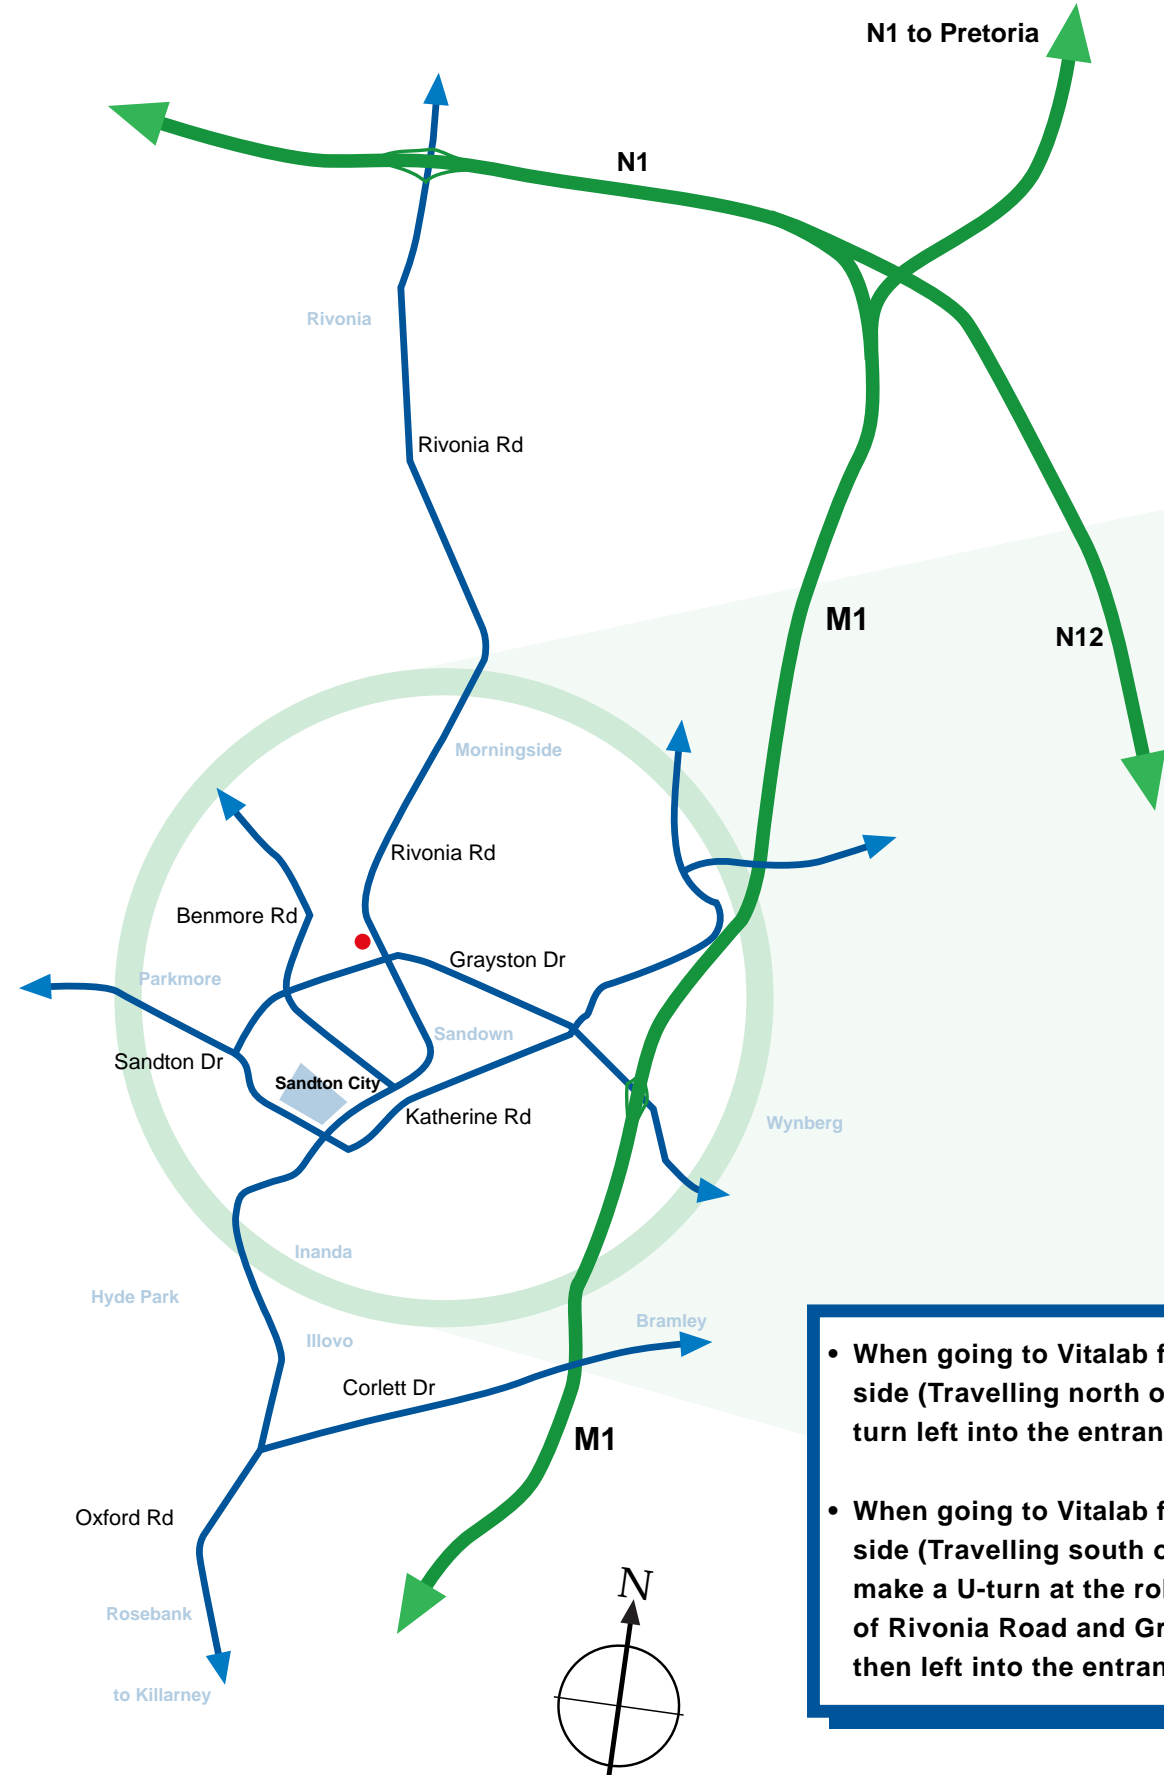 N1 to Pretoria
N1
Rivonia
Rivonia Rd
M1
N12
Morningside
Rivonia Rd
Benmore Rd
Grayston Dr
Parkmore
Sandown
Sandton Dr
Sandton City
Katherine Rd
Wynberg
Inanda
Hyde Park
Bramley
Illovo
Corlett Dr
M1
Oxford Rd
Rosebank
to Killarney
N
• When going to Vitalab f
side (Travelling north o
turn left into the entran
• When going to Vitalab f
side (Travelling south o
make a U-turn at the ro
of Rivonia Road and Gr
then left into the entran